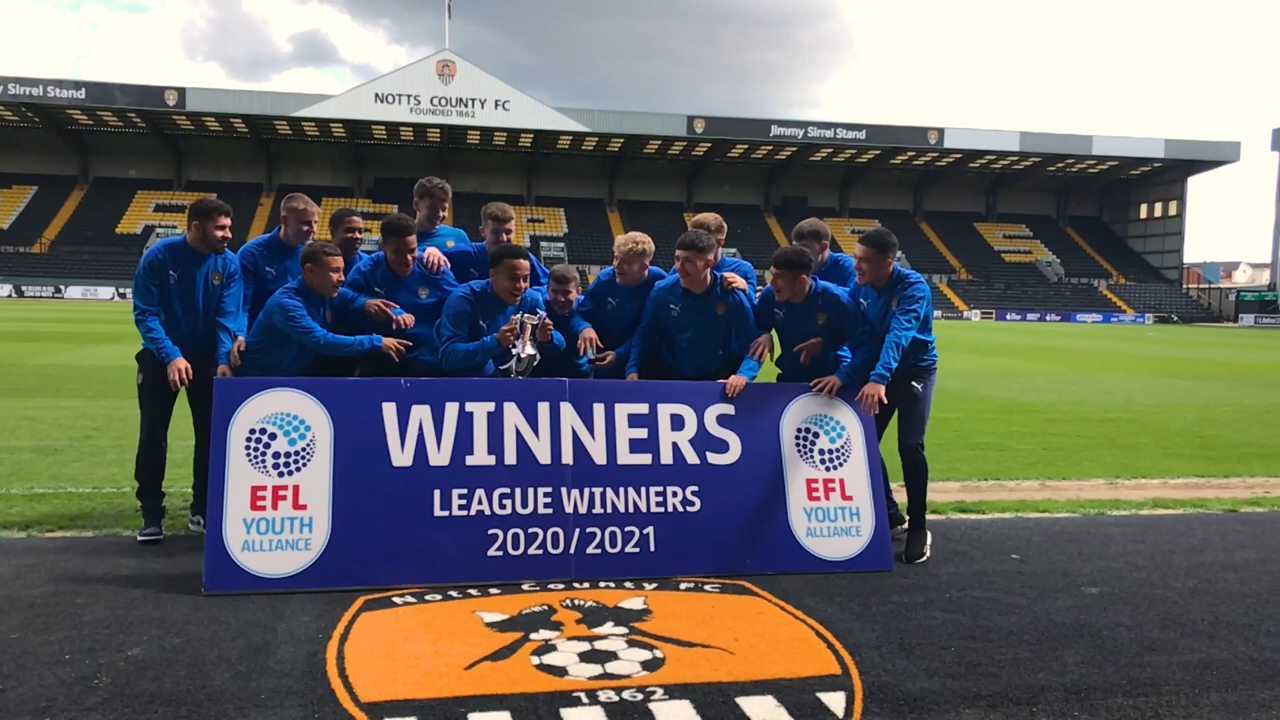 y Sirrel Stand
NOTTS COUNTY FC
FOUNDED 1862
Jimmy Sirrel Stand
WINNERS
LEAGUE WINNERS
2020/2021
EFL
YOUTH
ALLIANCE
EFL
YOUTH
ALLIANCE
Notts County FC
1862